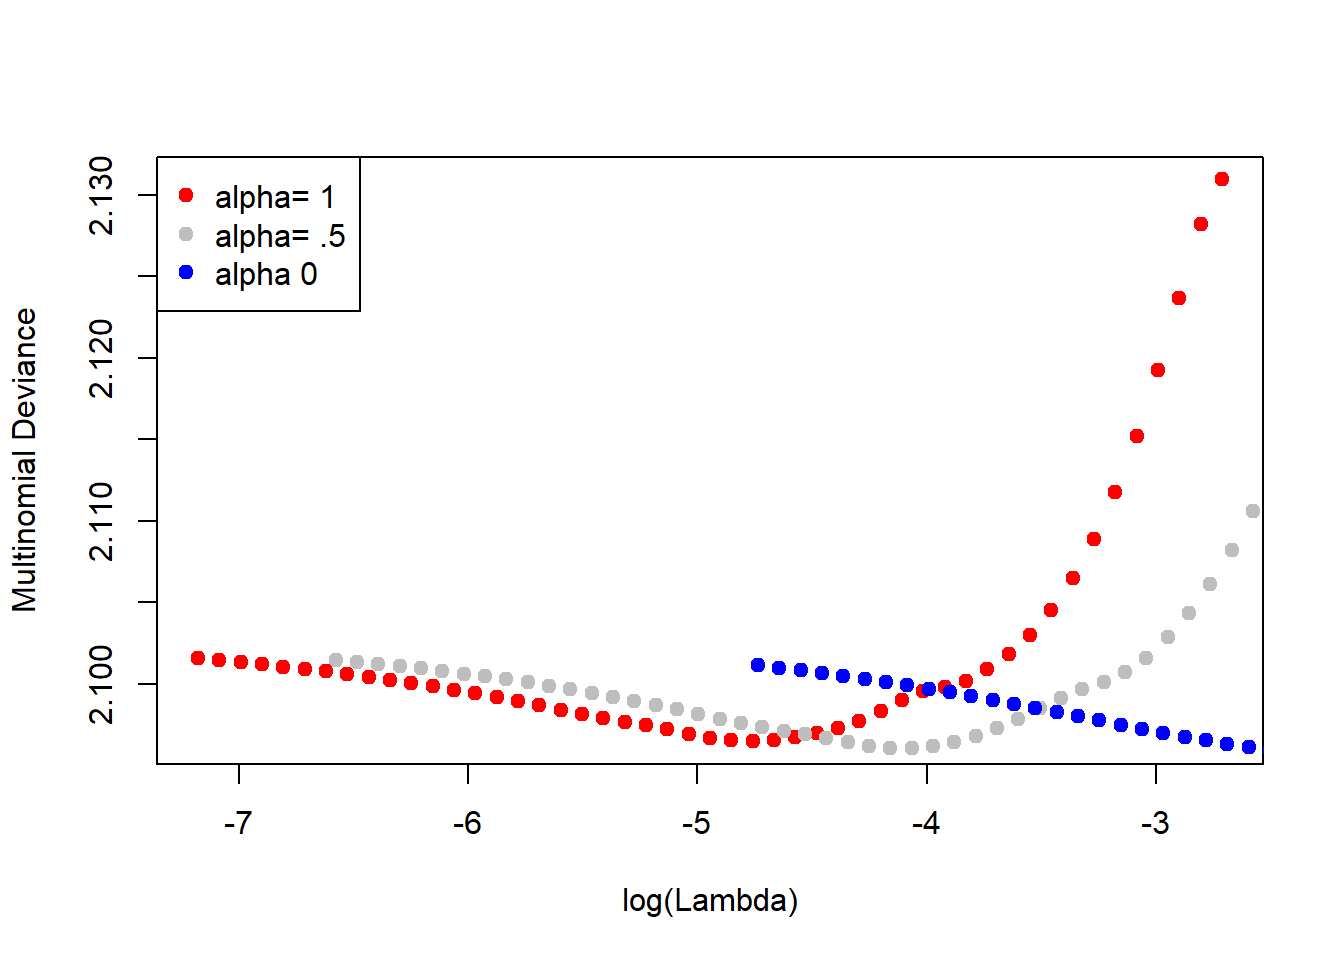 alpha= 1
alpha= .5
alpha 0
Multinomial Deviance
2.130
2.120
2.110
2.100
-7 -6 -5 -4 -3
log(Lambda)